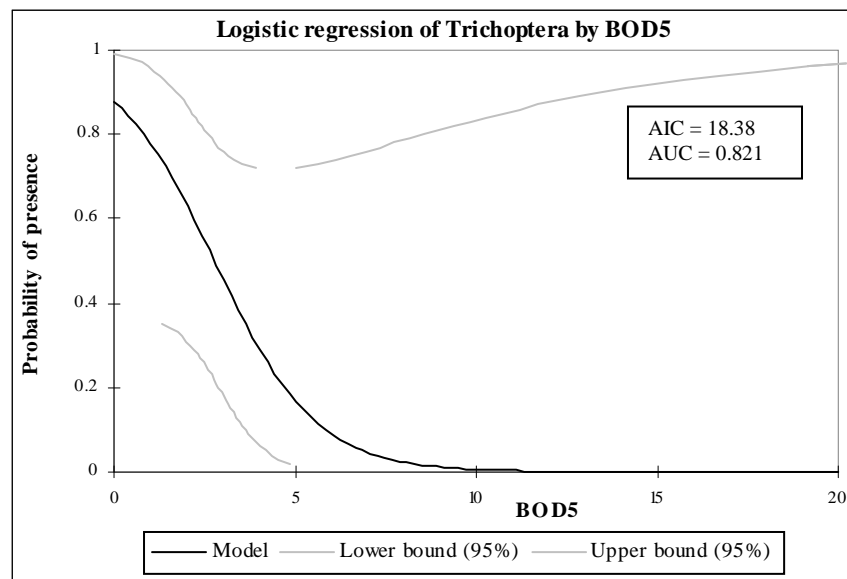 Logistic regression of Trichoptera by BOD5
1
0.8
0.6
0.4
0.2
0
Probability of presence
AIC = 18.38
AUC = 0.821
0 5 10 15 20
BOD5
Model Lower bound (95%) Upper bound (95%)